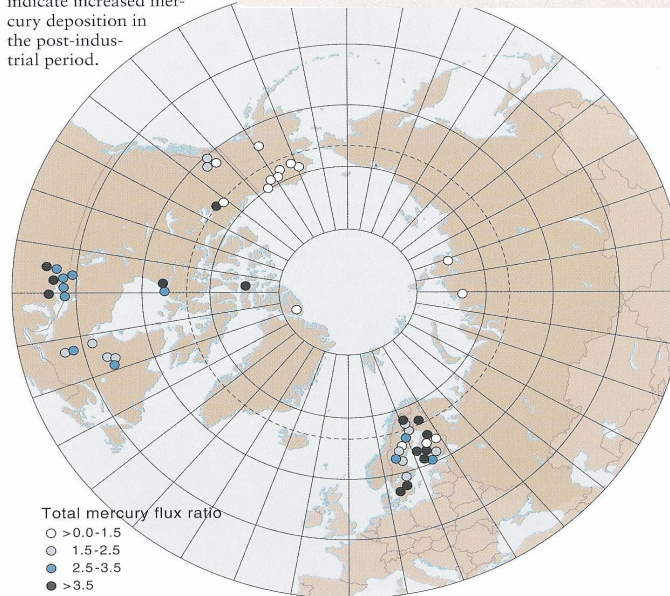 indicate increased mer-
cury deposition in
the post-indus-
trial period.
Total mercury flux ratio
>0.0-1.5
1.5-2.5
2.5-3.5
>3.5